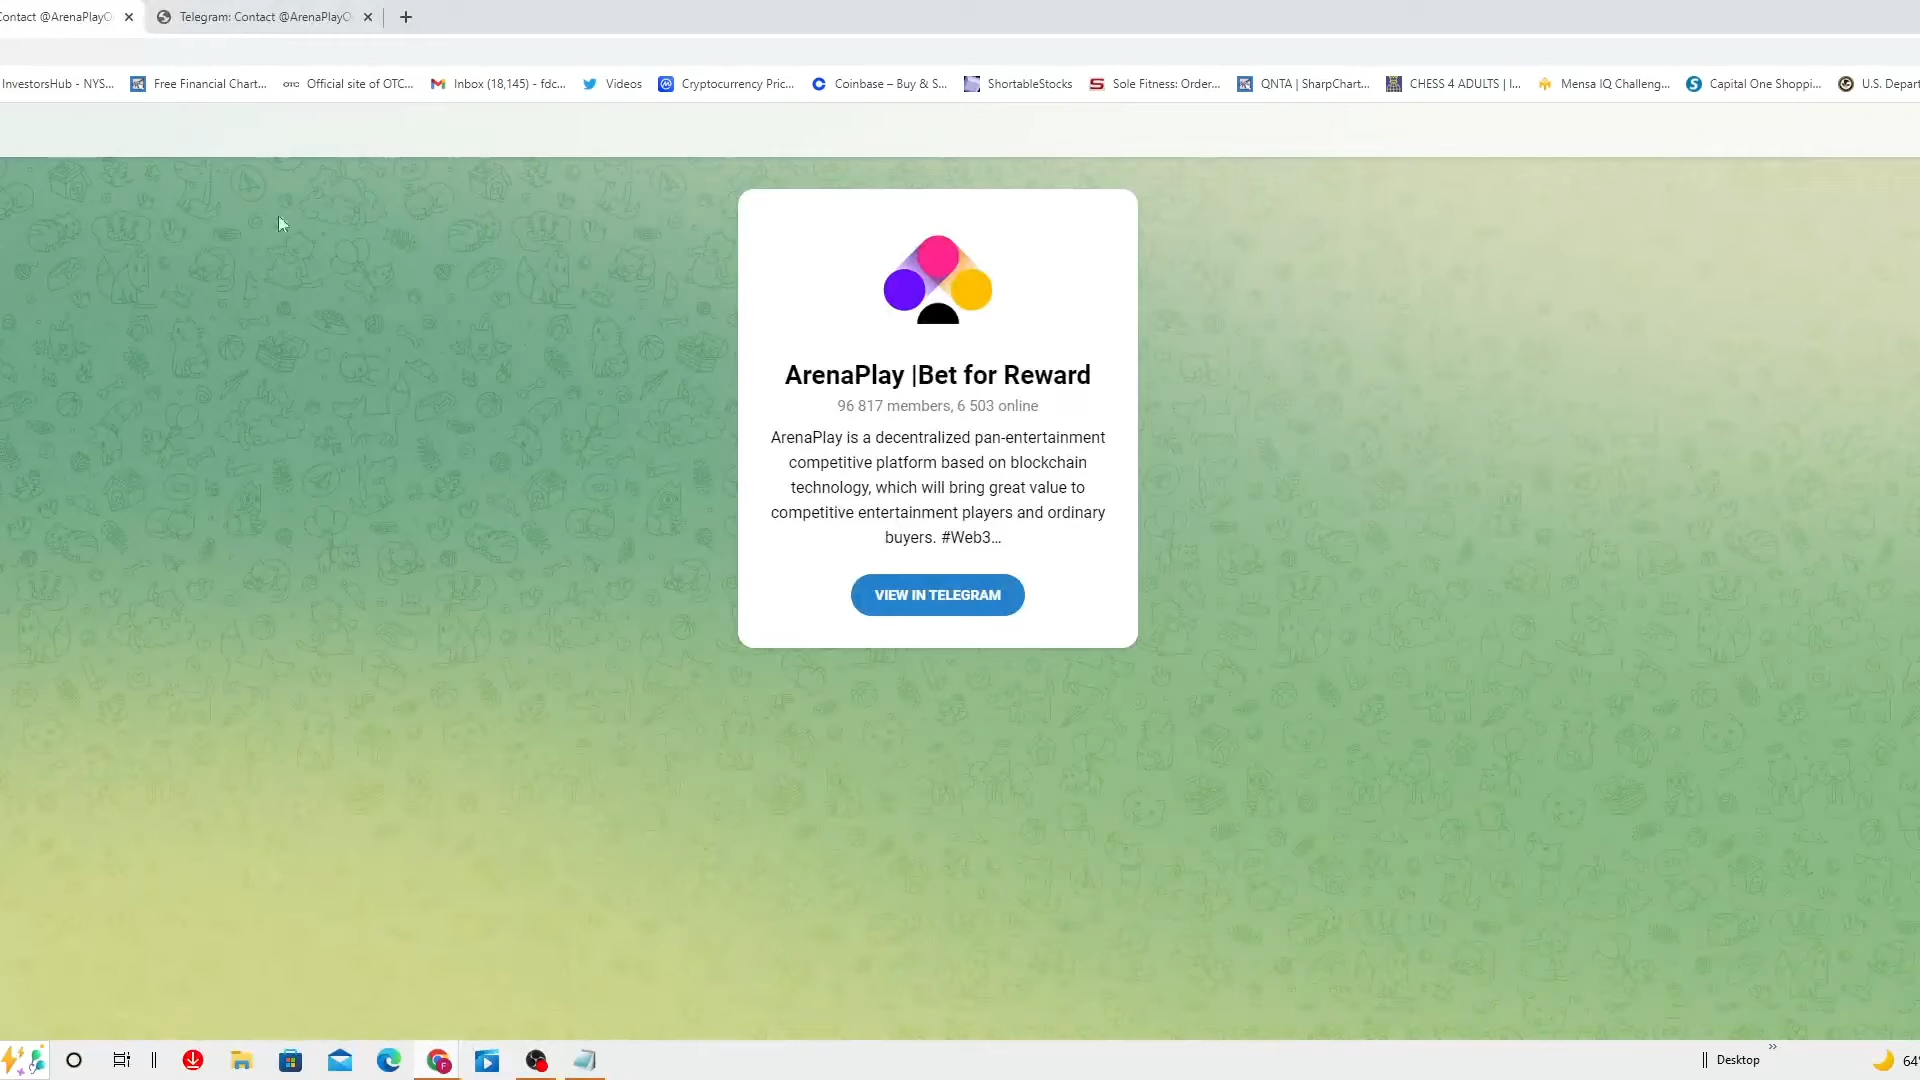 Contact @ArenaPlayO
Telegram: Contact @ArenaPlayO
InvestorsHub - NYS...
Free Financial Chart...
OTC Official site of OTC...
Inbox (18,145) - fdc...
Videos
Cryptocurrency Pric...
Coinbase – Buy & S...
ShortableStocks
Sole Fitness: Order...
QNTA | SharpChart...
CHESS 4 ADULTS | I...
Mensa IQ Challeng...
Capital One Shoppi...
U.S. Depart
ArenaPlay |Bet for Reward
96 817 members, 6 503 online
ArenaPlay is a decentralized pan-entertainment
competitive platform based on blockchain
technology, which will bring great value to
competitive entertainment players and ordinary
buyers. #Web3...
VIEW IN TELEGRAM
Desktop
64°